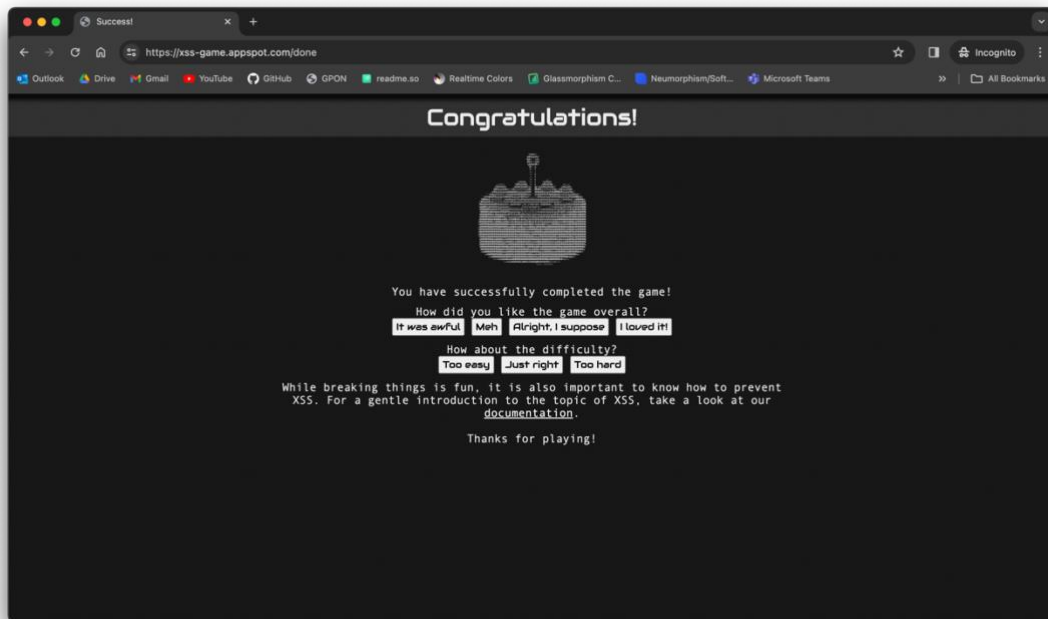 Success!
https://xss-game.appspot.com/done
Incognito
Outlook Drive Gmail YouTube GitHub GPON readme.so Realtime Colors Glassmorphism C... Neumorphism/Soft... Microsoft Teams » All Bookmarks
Congratulations!
You have successfully completed the game!
How did you like the game overall?
It was awful Meh Alright, I suppose I loved it!
How about the difficulty?
Too easy Just right Too hard
While breaking things is fun, it is also important to know how to prevent
XSS. For a gentle introduction to the topic of XSS, take a look at our
documentation.
Thanks for playing!